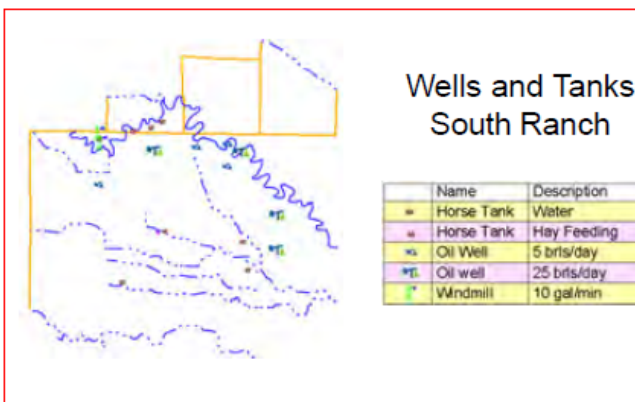 Wells and Tanks
South Ranch
Name Description
Horse Tank Water
Horse Tank Hay Feeding
Oil Well 5 brls/day
Oil well 25 brls/day
Windmill 10 gal/min